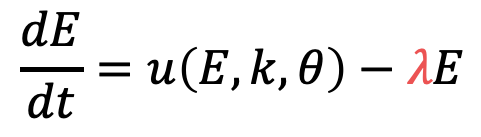 dE/dt = u(E, k, θ) − λE